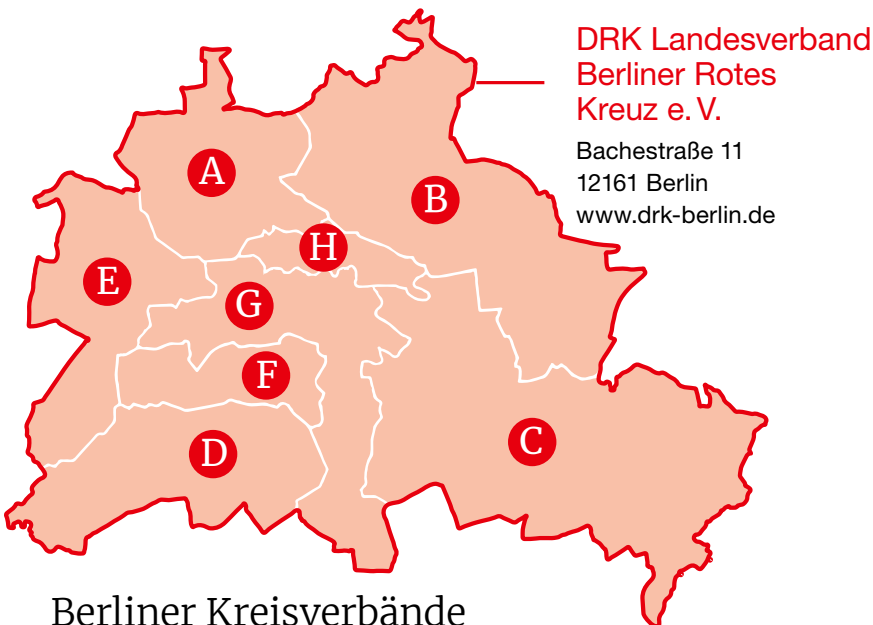 DRK Landesverband
Berliner Rotes
Kreuz e. V.
Bachestraße 11
12161 Berlin
www.drk-berlin.de
A
B
H
E
G
F
C
D
Berliner Kreisverbände